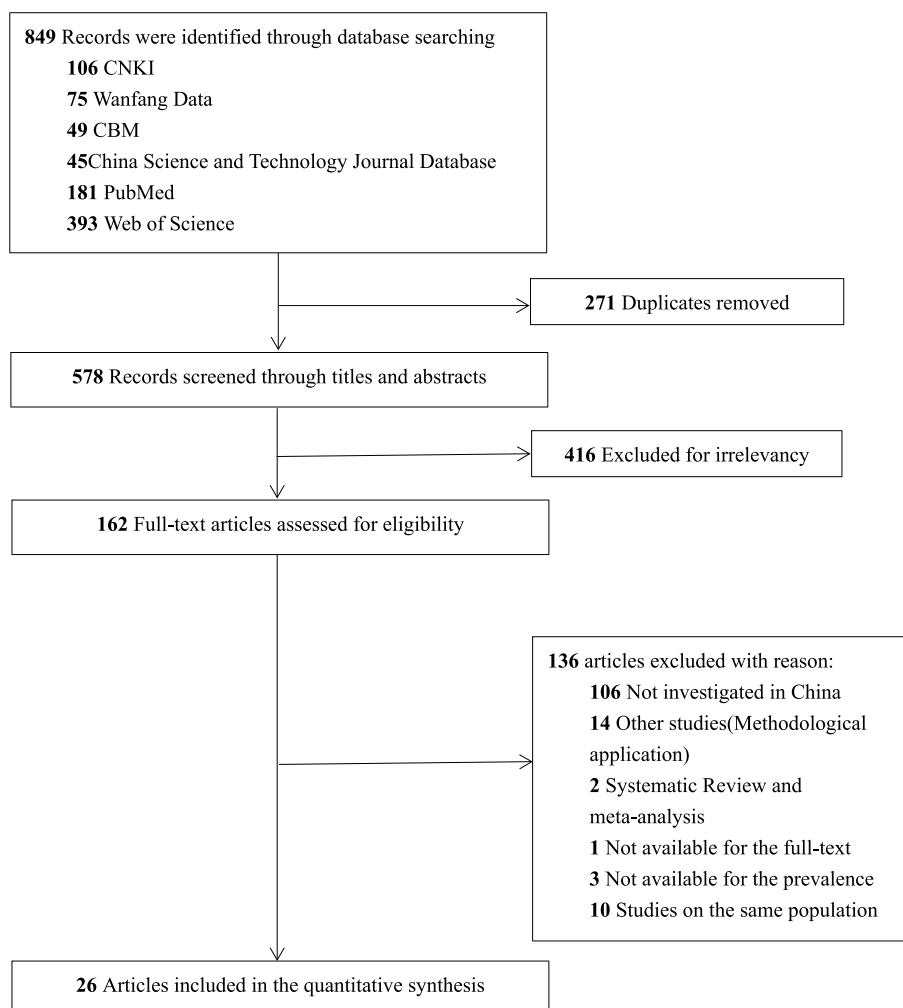 849 Records were identified through database searching
106 CNKI
75 Wanfang Data
49 CBM
45China Science and Technology Journal Database
181 PubMed
393 Web of Science
271 Duplicates removed
578 Records screened through titles and abstracts
416 Excluded for irrelevancy
162 Full-text articles assessed for eligibility
136 articles excluded with reason:
106 Not investigated in China
14 Other studies(Methodological
application)
2 Systematic Review and
meta-analysis
1 Not available for the full-text
3 Not available for the prevalence
10 Studies on the same population
26 Articles included in the quantitative synthesis